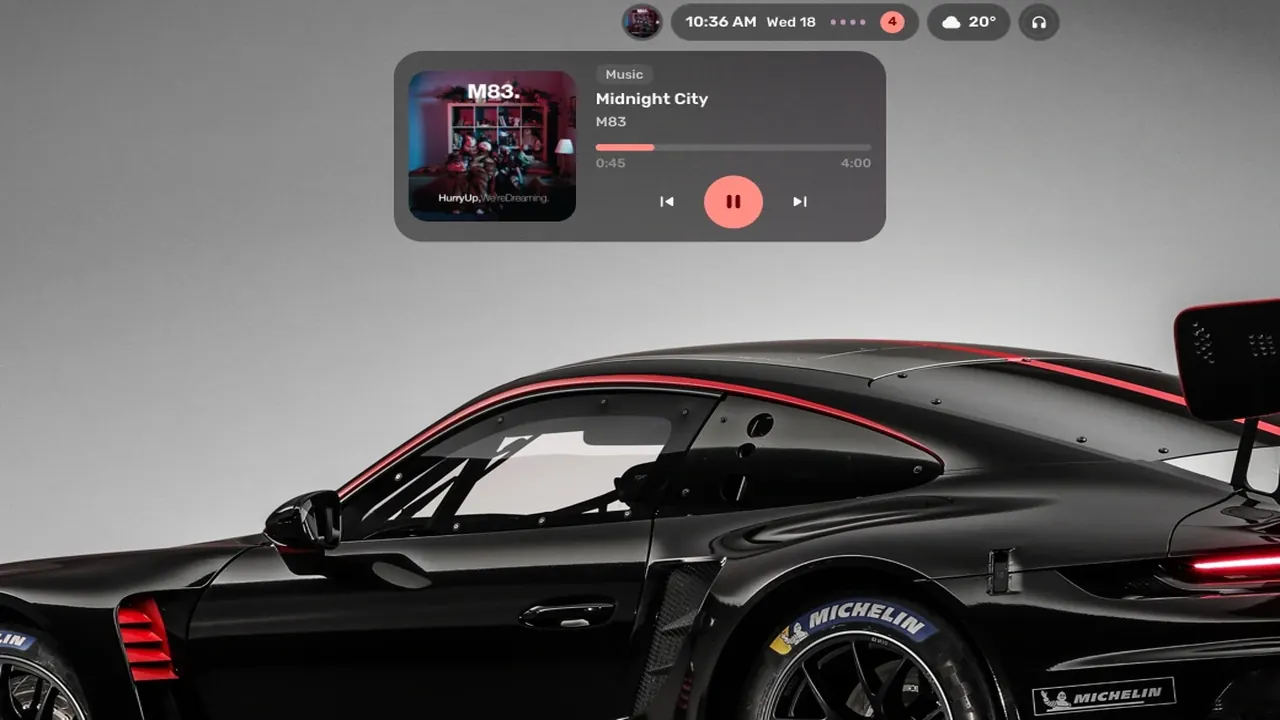 10:36 AM Wed 18 4 20°
Music
Midnight City
M83
0:45 4:00
M83.
HurryUp,We'reDreaming.
MICHELIN
MICHELIN